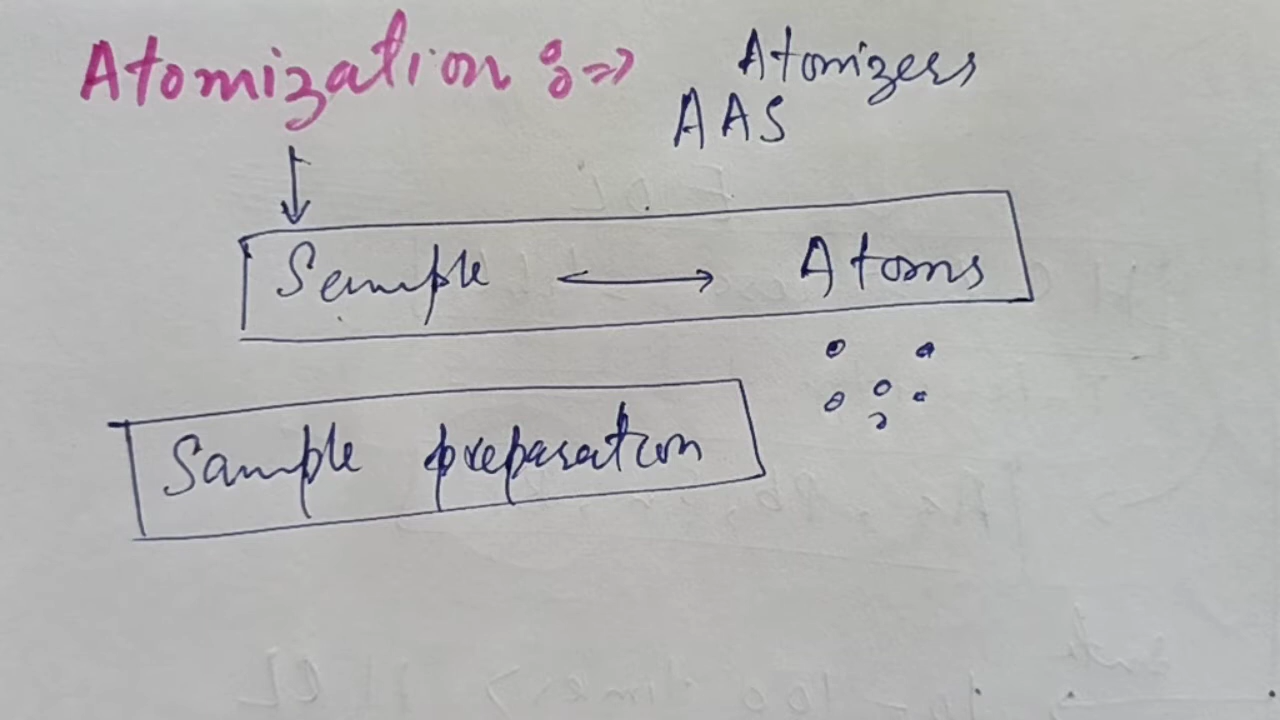 Atomization :⇒ Atomizers
AAS
Sample ⟷ Atoms
Sample preparation